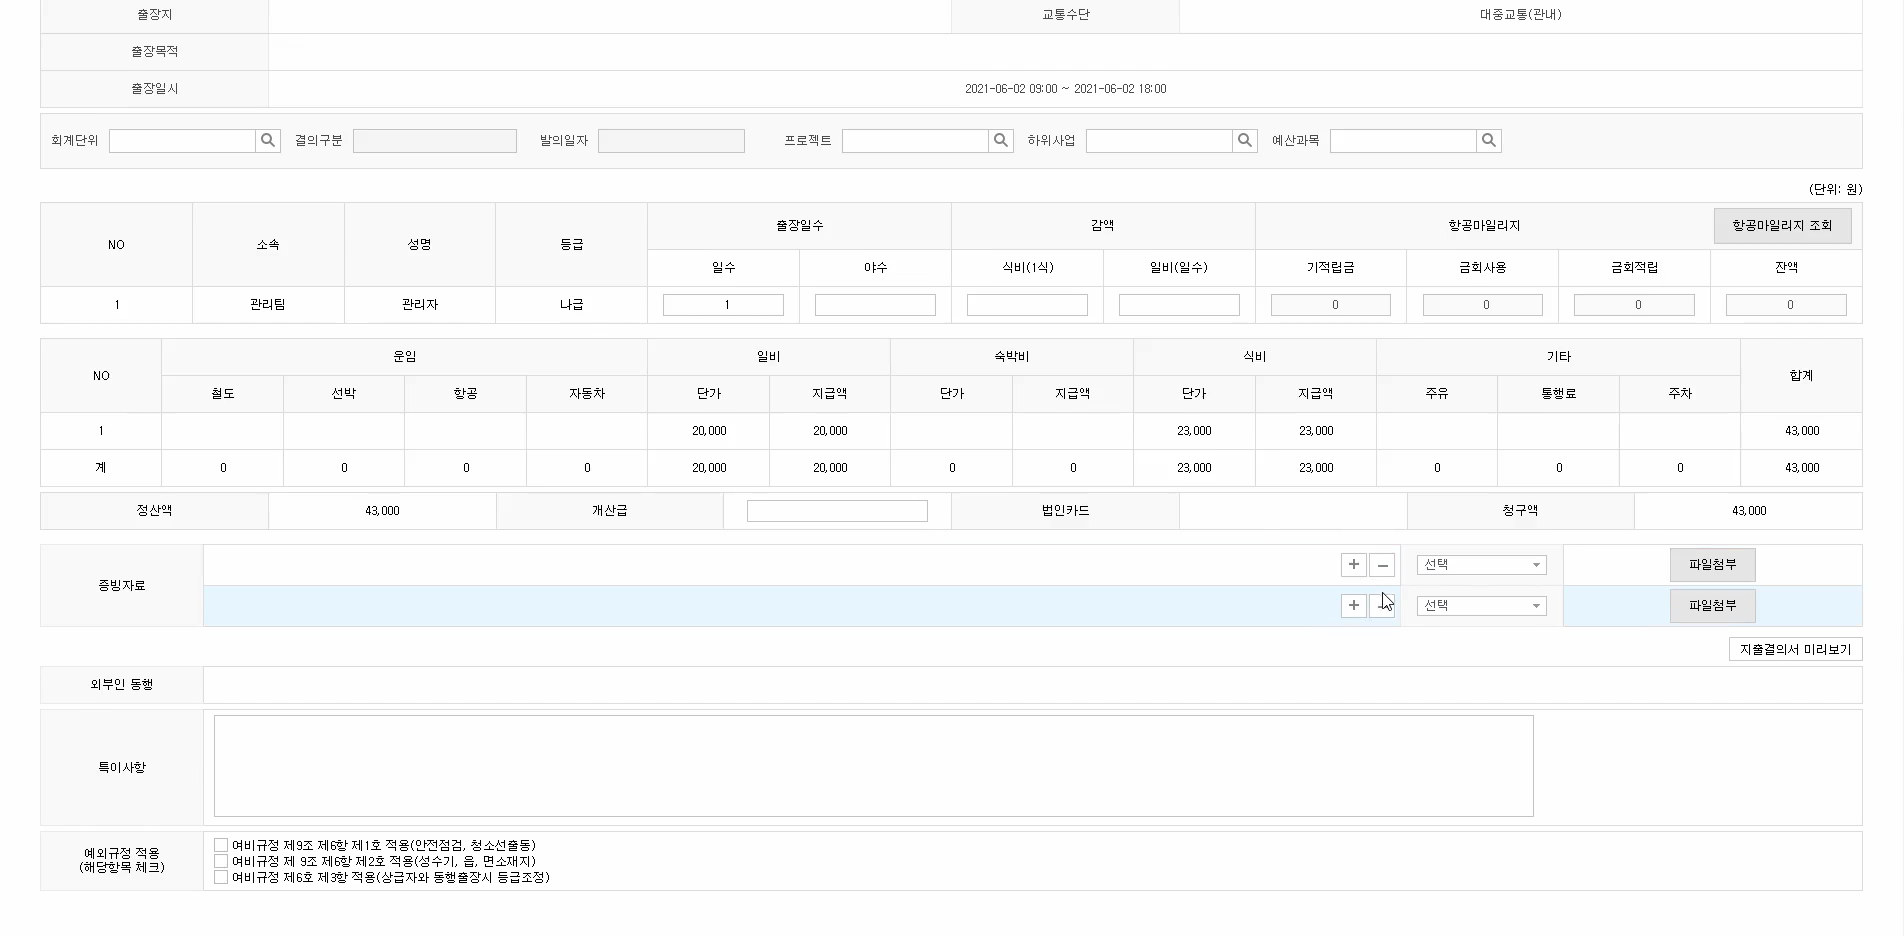 출장지 교통수단 대중교통(관내)
출장목적
출장일시 2021-06-02 09:00 ~ 2021-06-02 18:00
회계단위 결의구분 발의일자 프로젝트 하위사업 예산과목
(단위: 원)
NO 소속 성명 등급 출장일수 감액 항공마일리지 항공마일리지 조회
일수 야수 식비(1식) 일비(일수) 기적립금 금회사용 금회적립 잔액
1 관리팀 관리자 나급 1 0 0 0 0
NO 운임 일비 숙박비 식비 기타 합계
철도 선박 항공 자동차 단가 지급액 단가 지급액 단가 지급액 주유 통행료 주차
1 20,000 20,000 23,000 23,000 43,000
계 0 0 0 0 20,000 20,000 0 0 23,000 23,000 0 0 0 43,000
정산액 43,000 개산급 법인카드 청구액 43,000
증빙자료 + - 선택 파일첨부
+ - 선택 파일첨부
지출결의서 미리보기
외부인 동행
특이사항
예외규정 적용
(해당항목 체크)
여비규정 제9조 제6항 제1호 적용(안전점검, 청소선출동)
여비규정 제 9조 제6항 제2호 적용(성수기, 읍, 면소재지)
여비규정 제6호 제3항 적용(상급자와 동행출장시 등급조정)